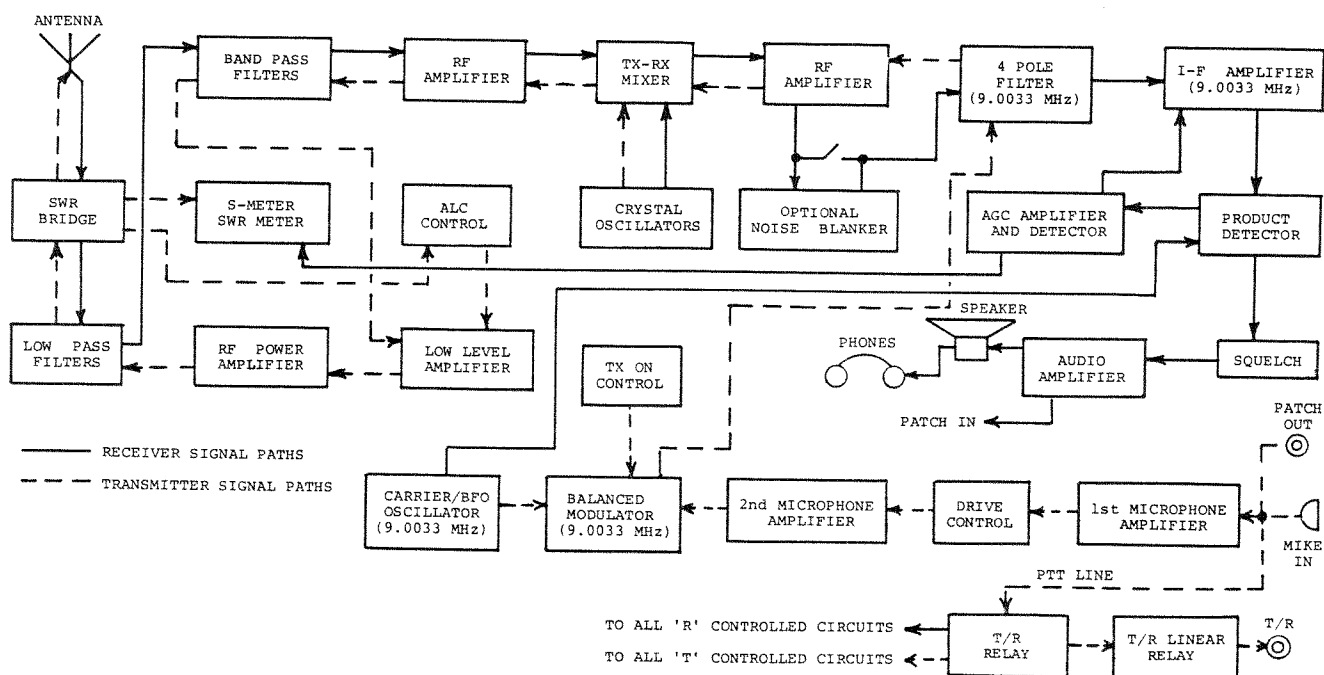 ANTENNA
BAND PASS
FILTERS
RF
AMPLIFIER
TX-RX
MIXER
RF
AMPLIFIER
4 POLE
FILTER
(9.0033 MHz)
I-F AMPLIFIER
(9.0033 MHz)
SWR
BRIDGE
S-METER
SWR METER
ALC
CONTROL
CRYSTAL
OSCILLATORS
OPTIONAL
NOISE BLANKER
AGC AMPLIFIER
AND DETECTOR
PRODUCT
DETECTOR
LOW PASS
FILTERS
RF POWER
AMPLIFIER
LOW LEVEL
AMPLIFIER
TX ON
CONTROL
PHONES
SPEAKER
AUDIO
AMPLIFIER
SQUELCH
PATCH IN
PATCH
OUT
RECEIVER SIGNAL PATHS
TRANSMITTER SIGNAL PATHS
CARRIER/BFO
OSCILLATOR
(9.0033 MHz)
BALANCED
MODULATOR
(9.0033 MHz)
2nd MICROPHONE
AMPLIFIER
DRIVE
CONTROL
1st MICROPHONE
AMPLIFIER
MIKE
IN
PTT LINE
TO ALL 'R' CONTROLLED CIRCUITS
TO ALL 'T' CONTROLLED CIRCUITS
T/R
RELAY
T/R LINEAR
RELAY
T/R